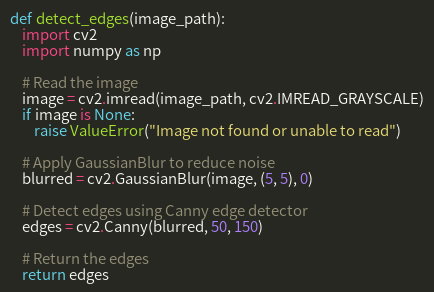 def detect_edges(image_path):
    import cv2
    import numpy as np

    # Read the image
    image = cv2.imread(image_path, cv2.IMREAD_GRAYSCALE)
    if image is None:
        raise ValueError("Image not found or unable to read")

    # Apply GaussianBlur to reduce noise
    blurred = cv2.GaussianBlur(image, (5, 5), 0)

    # Detect edges using Canny edge detector
    edges = cv2.Canny(blurred, 50, 150)

    # Return the edges
    return edges